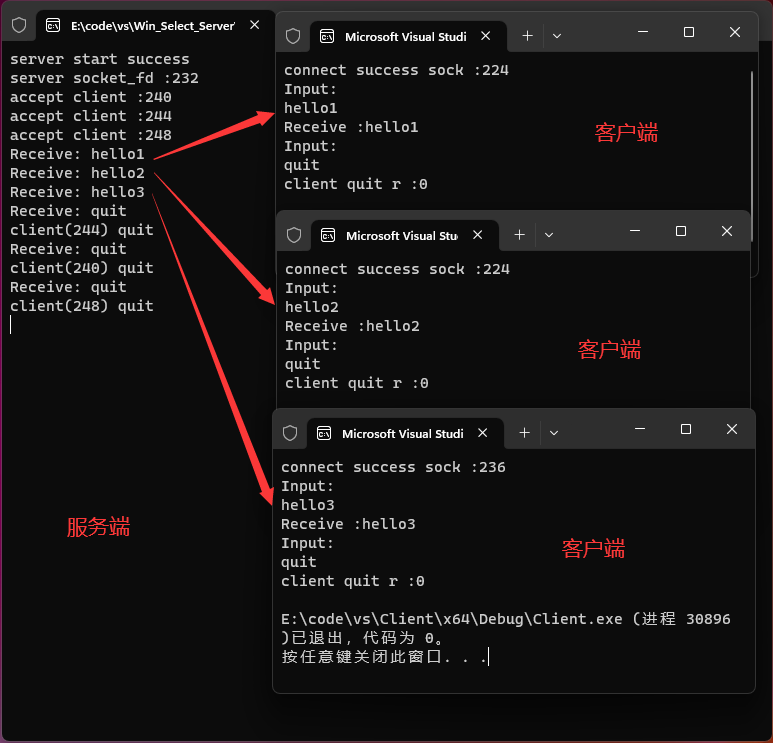 E:\code\vs\Win_Select_Server
server start success
server socket_fd :232
accept client :240
accept client :244
accept client :248
Receive: hello1
Receive: hello2
Receive: hello3
Receive: quit
client(244) quit
Receive: quit
client(240) quit
Receive: quit
client(248) quit
服务端
Microsoft Visual Studi
connect success sock :224
Input:
hello1
Receive :hello1
Input:
quit
client quit r :0
客户端
Microsoft Visual Stu
connect success sock :224
Input:
hello2
Receive :hello2
Input:
quit
client quit r :0
客户端
Microsoft Visual Studi
connect success sock :236
Input:
hello3
Receive :hello3
Input:
quit
client quit r :0
客户端
E:\code\vs\Client\x64\Debug\Client.exe (进程 30896
)已退出，代码为 0。
按任意键关闭此窗口. . .